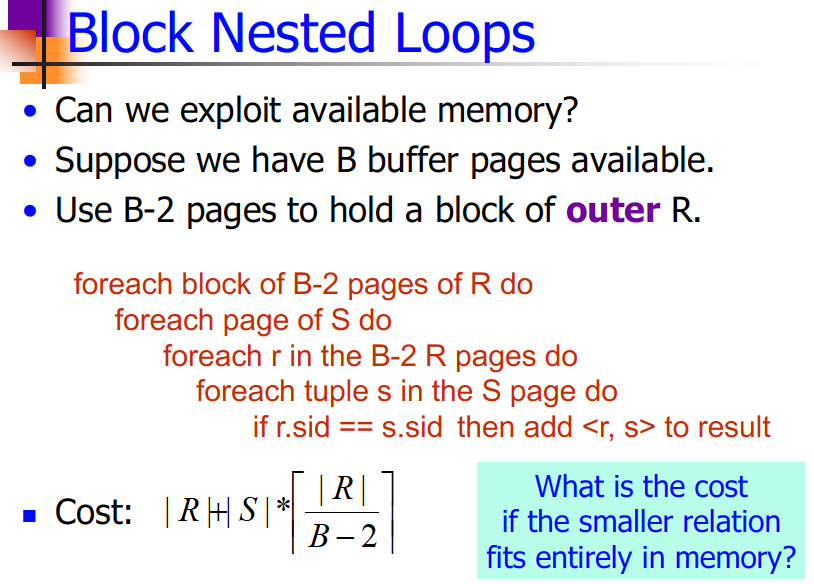 Block Nested Loops
• Can we exploit available memory?
• Suppose we have B buffer pages available.
• Use B-2 pages to hold a block of outer R.
foreach block of B-2 pages of R do
foreach page of S do
foreach r in the B-2 R pages do
foreach tuple s in the S page do
if r.sid == s.sid then add <r, s> to result
▪ Cost: | R | + | S | * ⌈ | R | / B − 2 ⌉
What is the cost
if the smaller relation
fits entirely in memory?